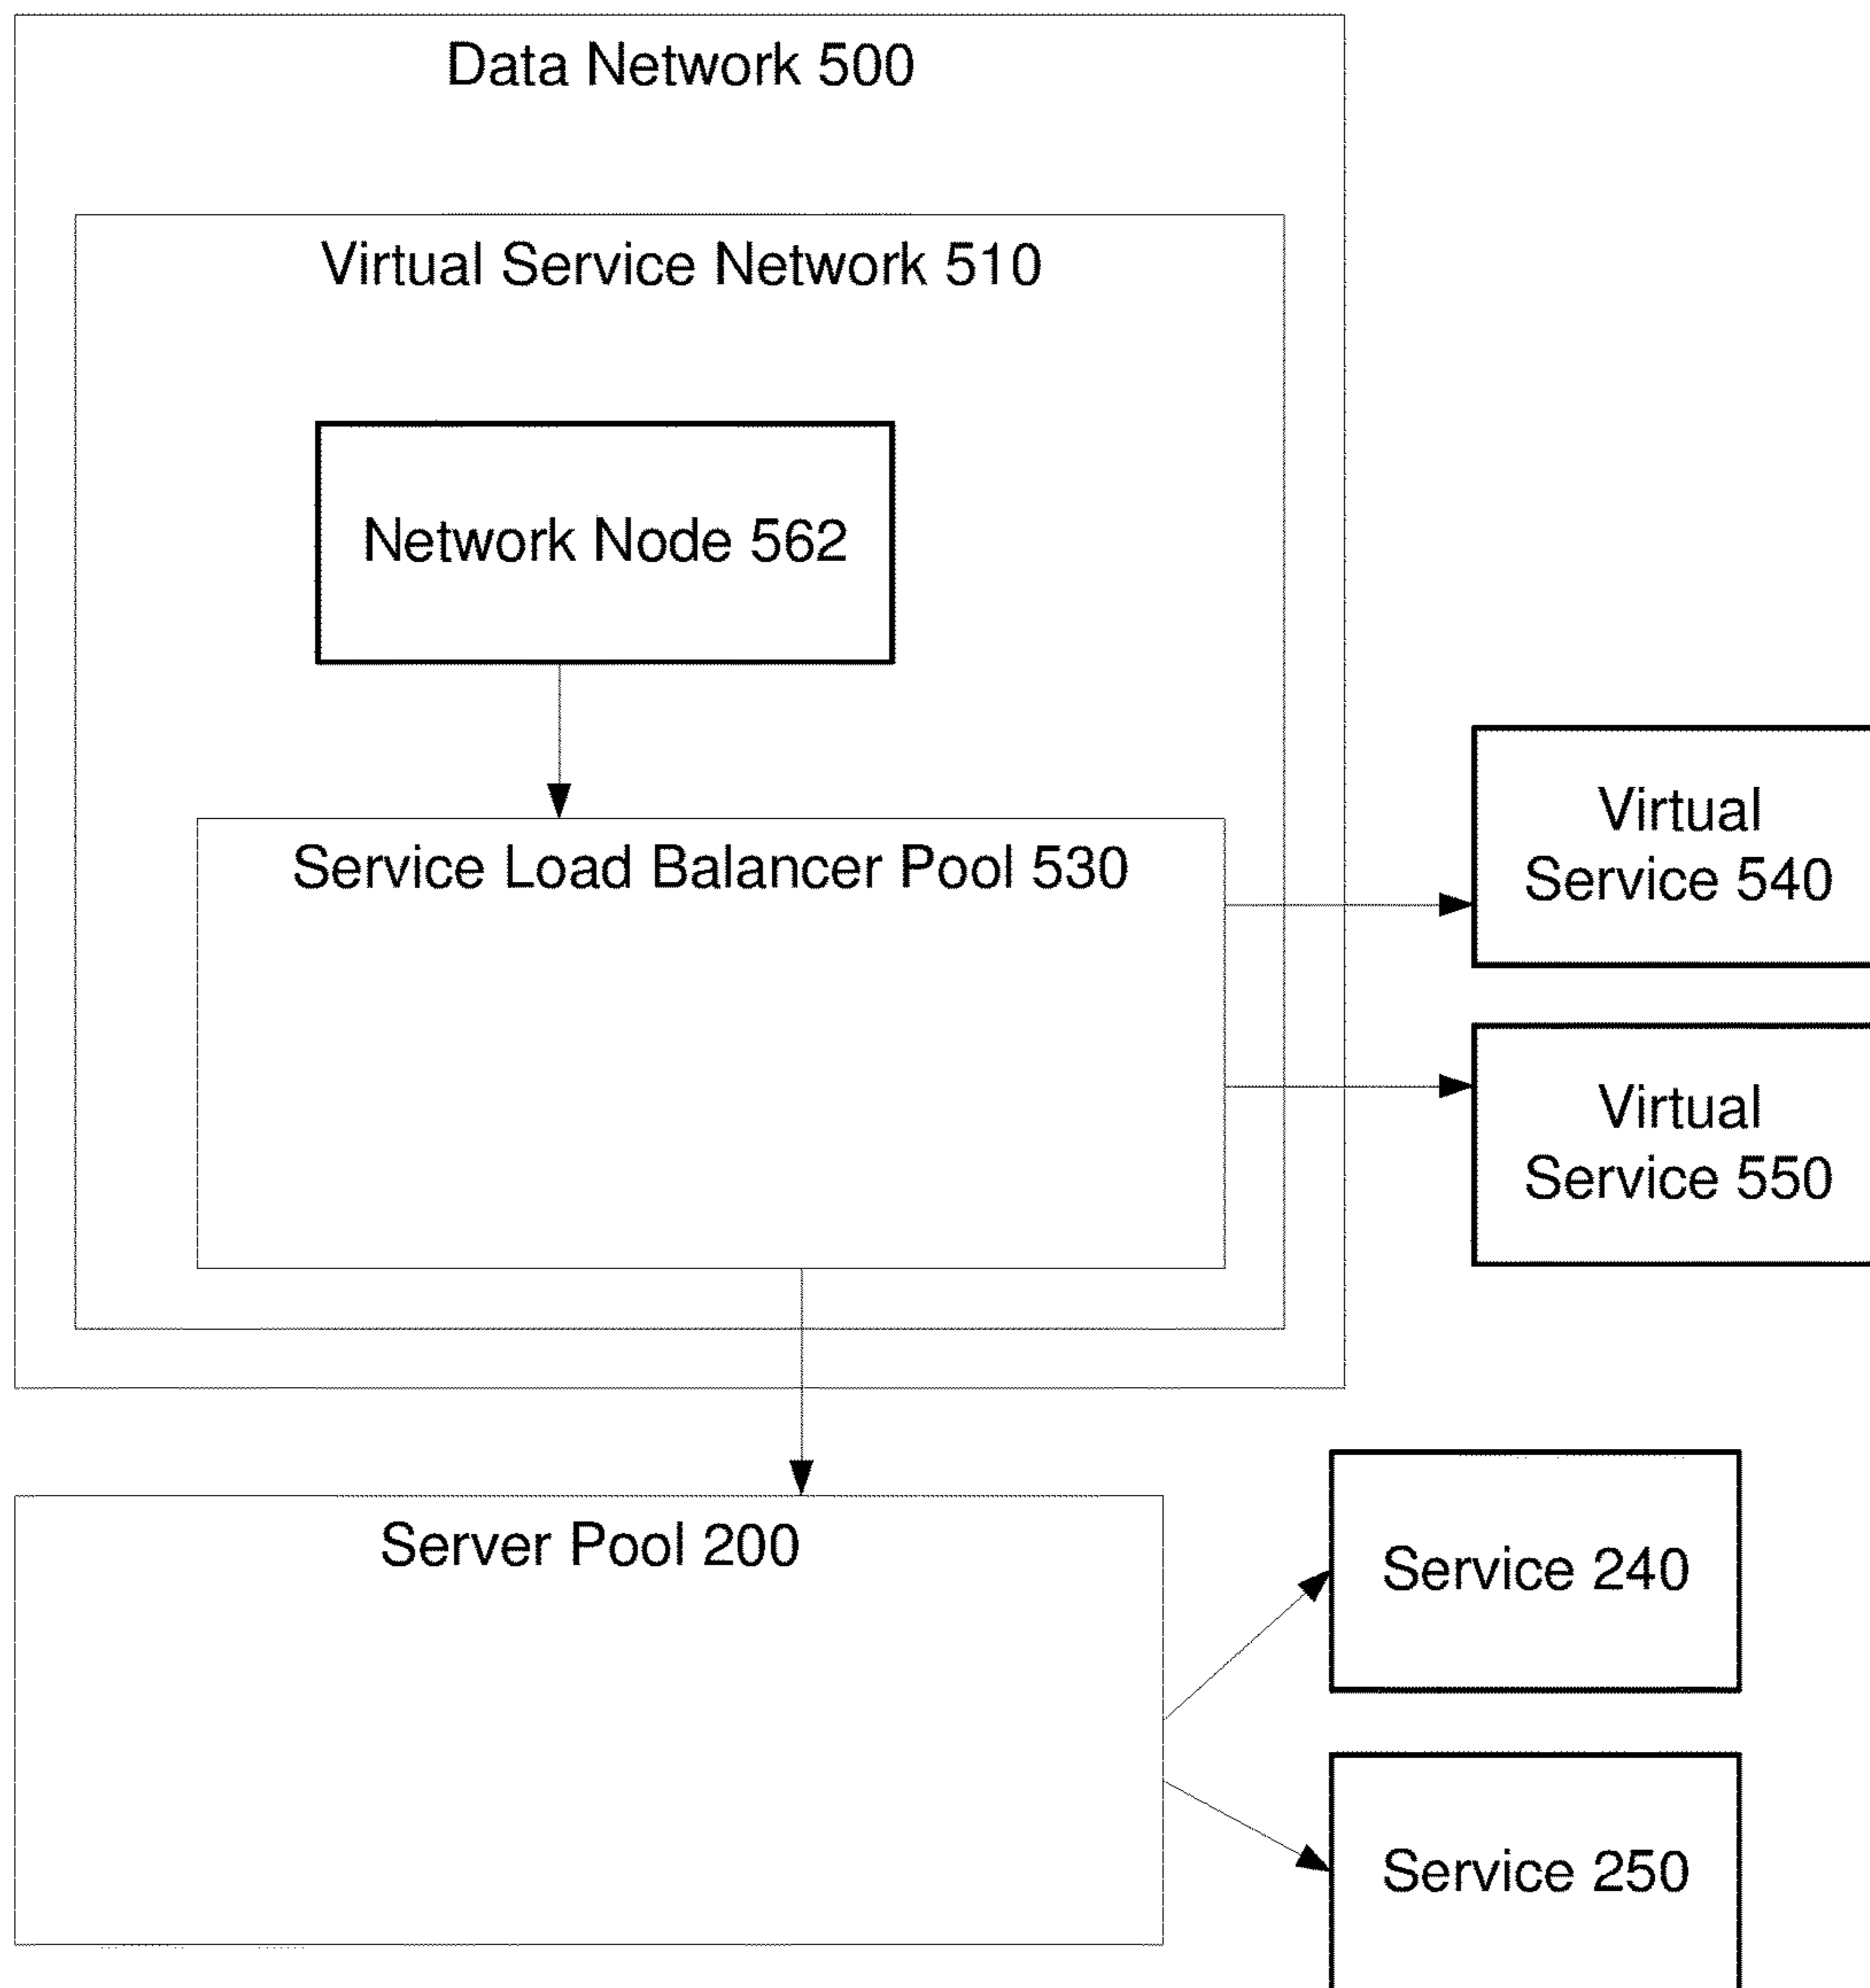 Data Network 500
Virtual Service Network 510
Network Node 562
Service Load Balancer Pool 530
Virtual
Service 540
Virtual
Service 550
Server Pool 200
Service 240
Service 250